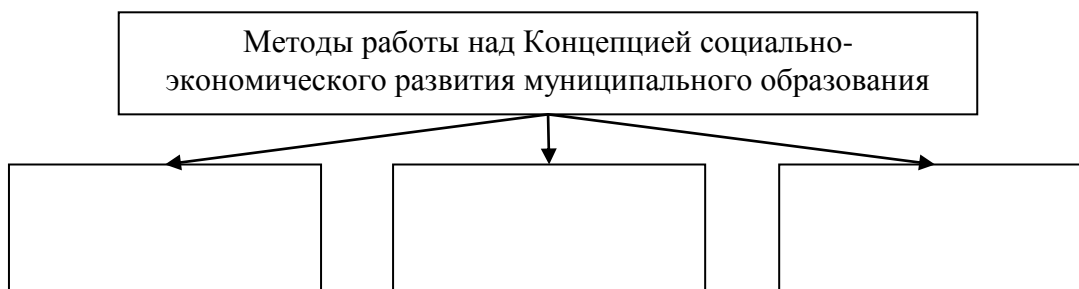 Методы работы над Концепцией социально-
экономического развития муниципального образования